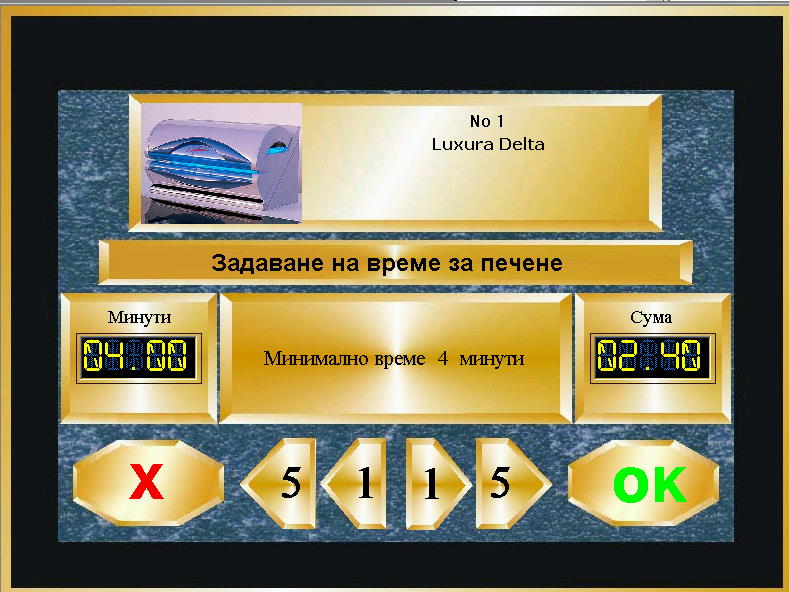 No 1
Luxura Delta
Задаване на време за печене
Минути
04.00
Минимално време 4 минути
Сума
02.40
X
5
1
1
5
OK